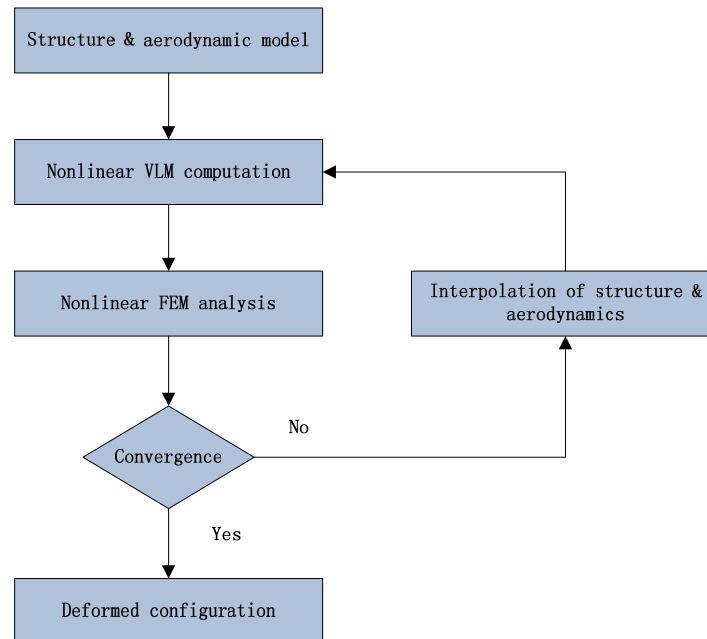 Structure & aerodynamic model
Nonlinear VLM computation
Nonlinear FEM analysis
Interpolation of structure &
aerodynamics
No
Convergence
Yes
Deformed configuration